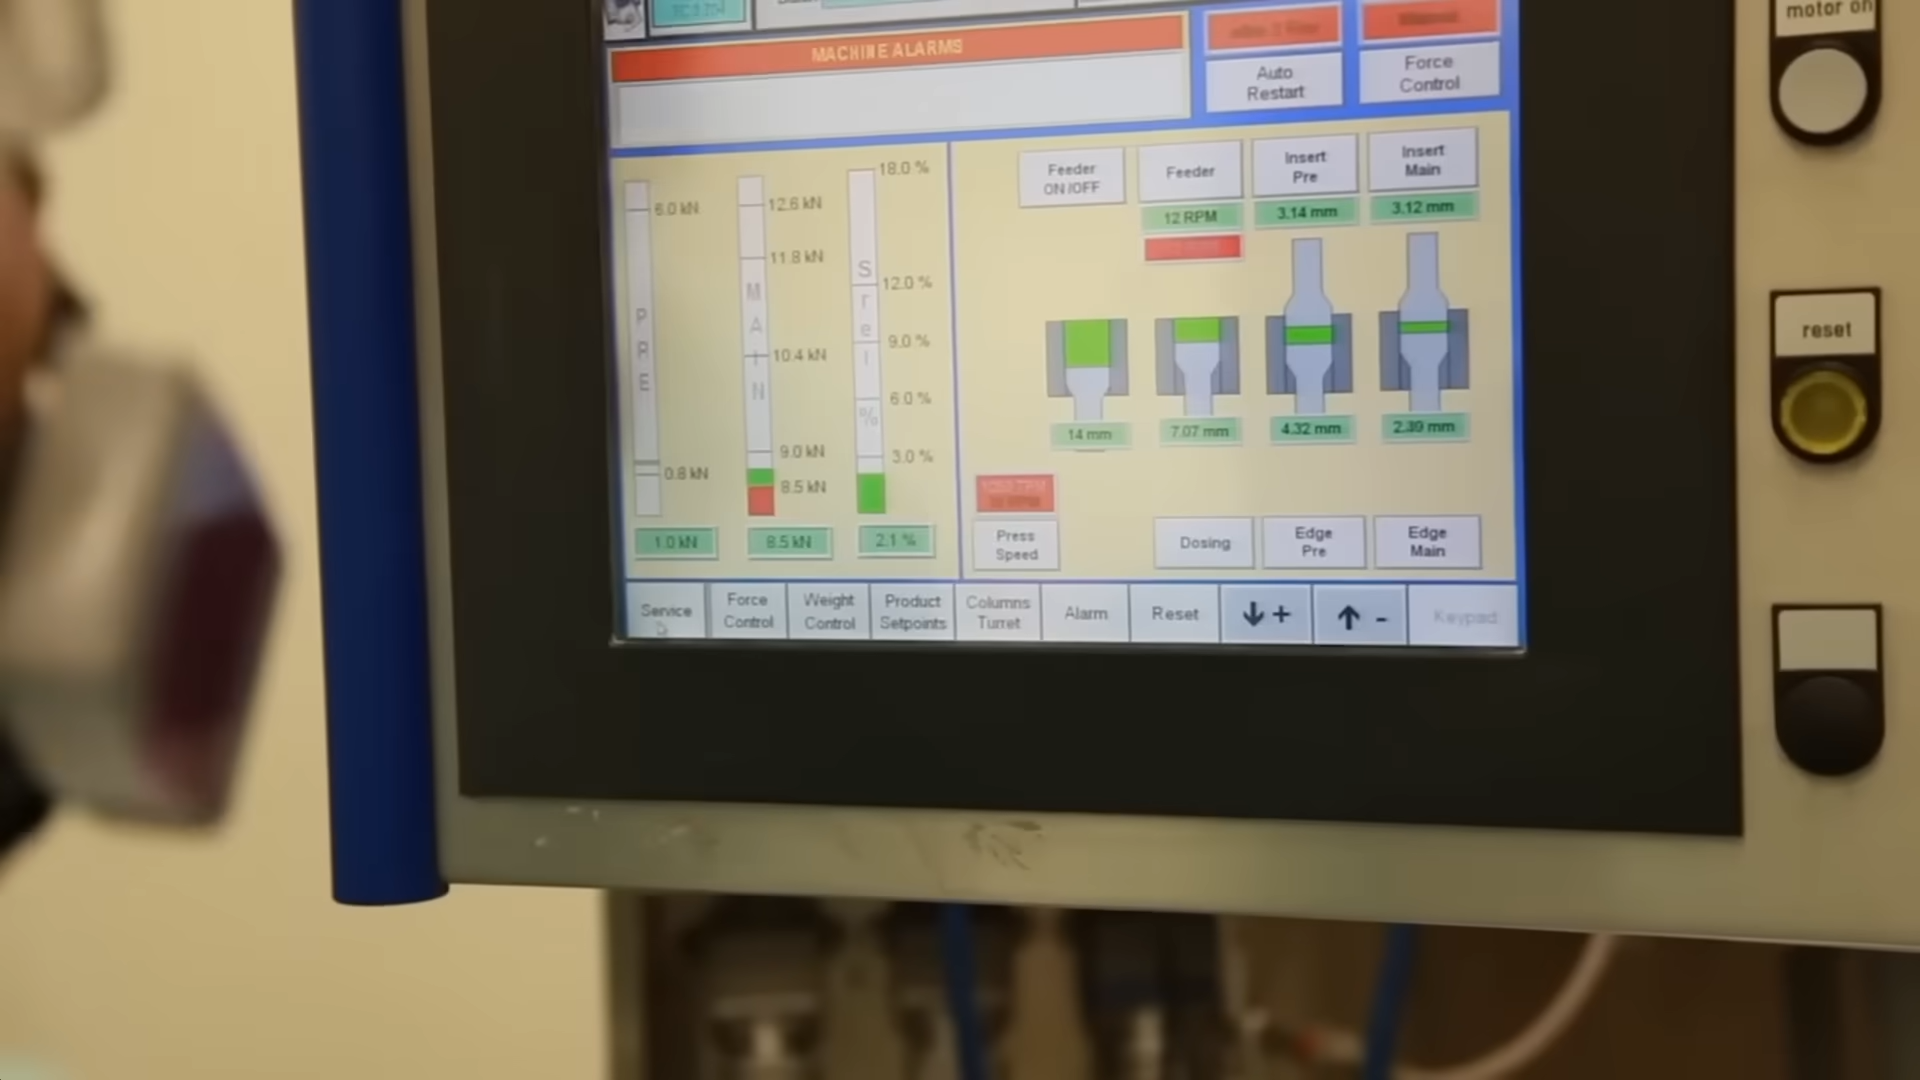 motor on
MACHINE ALARMS
Auto
Restart
Force
Control
Feeder
ON/OFF
Feeder
Insert
Pre
Insert
Main
12 RPM
3.14 mm
3.12 mm
6.0 kN
0.8 kN
PRE
1.0 kN
12.6 kN
11.8 kN
10.4 kN
9.0 kN
8.5 kN
MAIN
8.5 kN
18.0 %
12.0 %
9.0 %
6.0 %
3.0 %
Srel %
2.1 %
14 mm
7.07 mm
4.32 mm
2.39 mm
Press
Speed
Dosing
Edge
Pre
Edge
Main
Service
Force
Control
Weight
Control
Product
Setpoints
Columns
Turret
Alarm
Reset
↓ +
↑ -
Keypad
reset